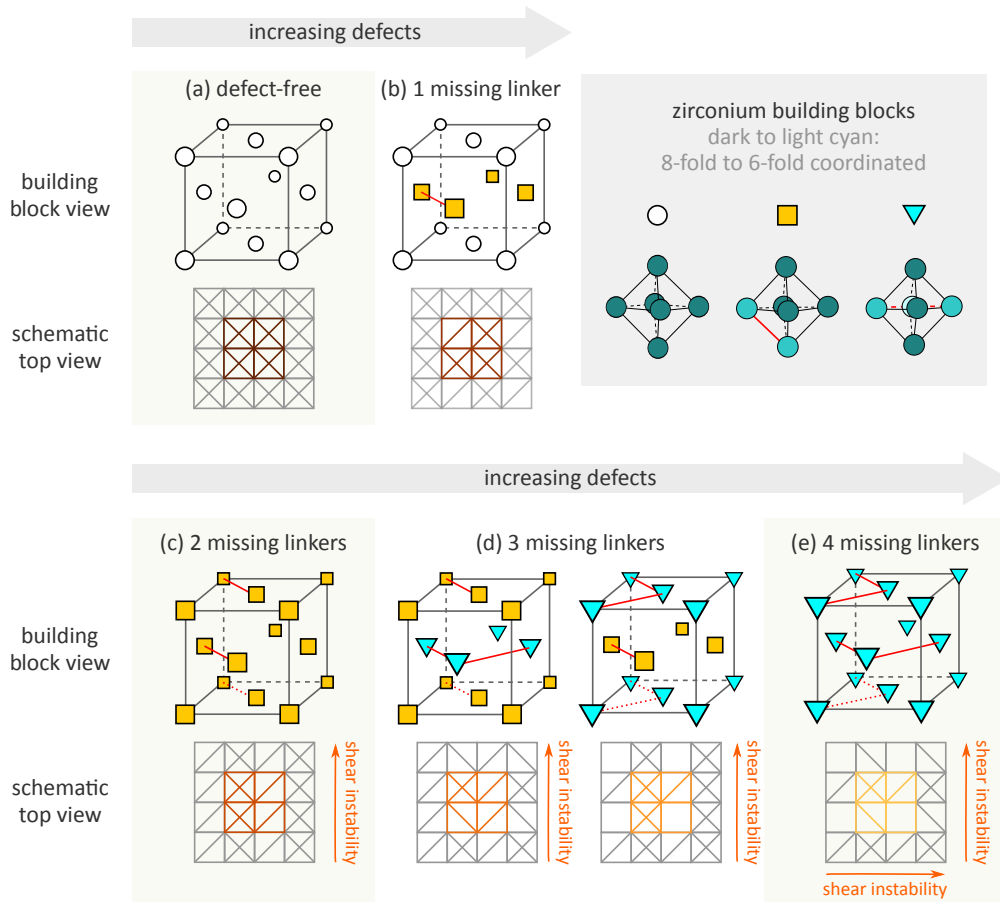 increasing defects
(a) defect-free
(b) 1 missing linker
zirconium building blocks
dark to light cyan:
8-fold to 6-fold coordinated
building
block view
schematic
top view
increasing defects
(c) 2 missing linkers
(d) 3 missing linkers
(e) 4 missing linkers
building
block view
schematic
top view
shear instability
shear instability
shear instability
shear instability
shear instability